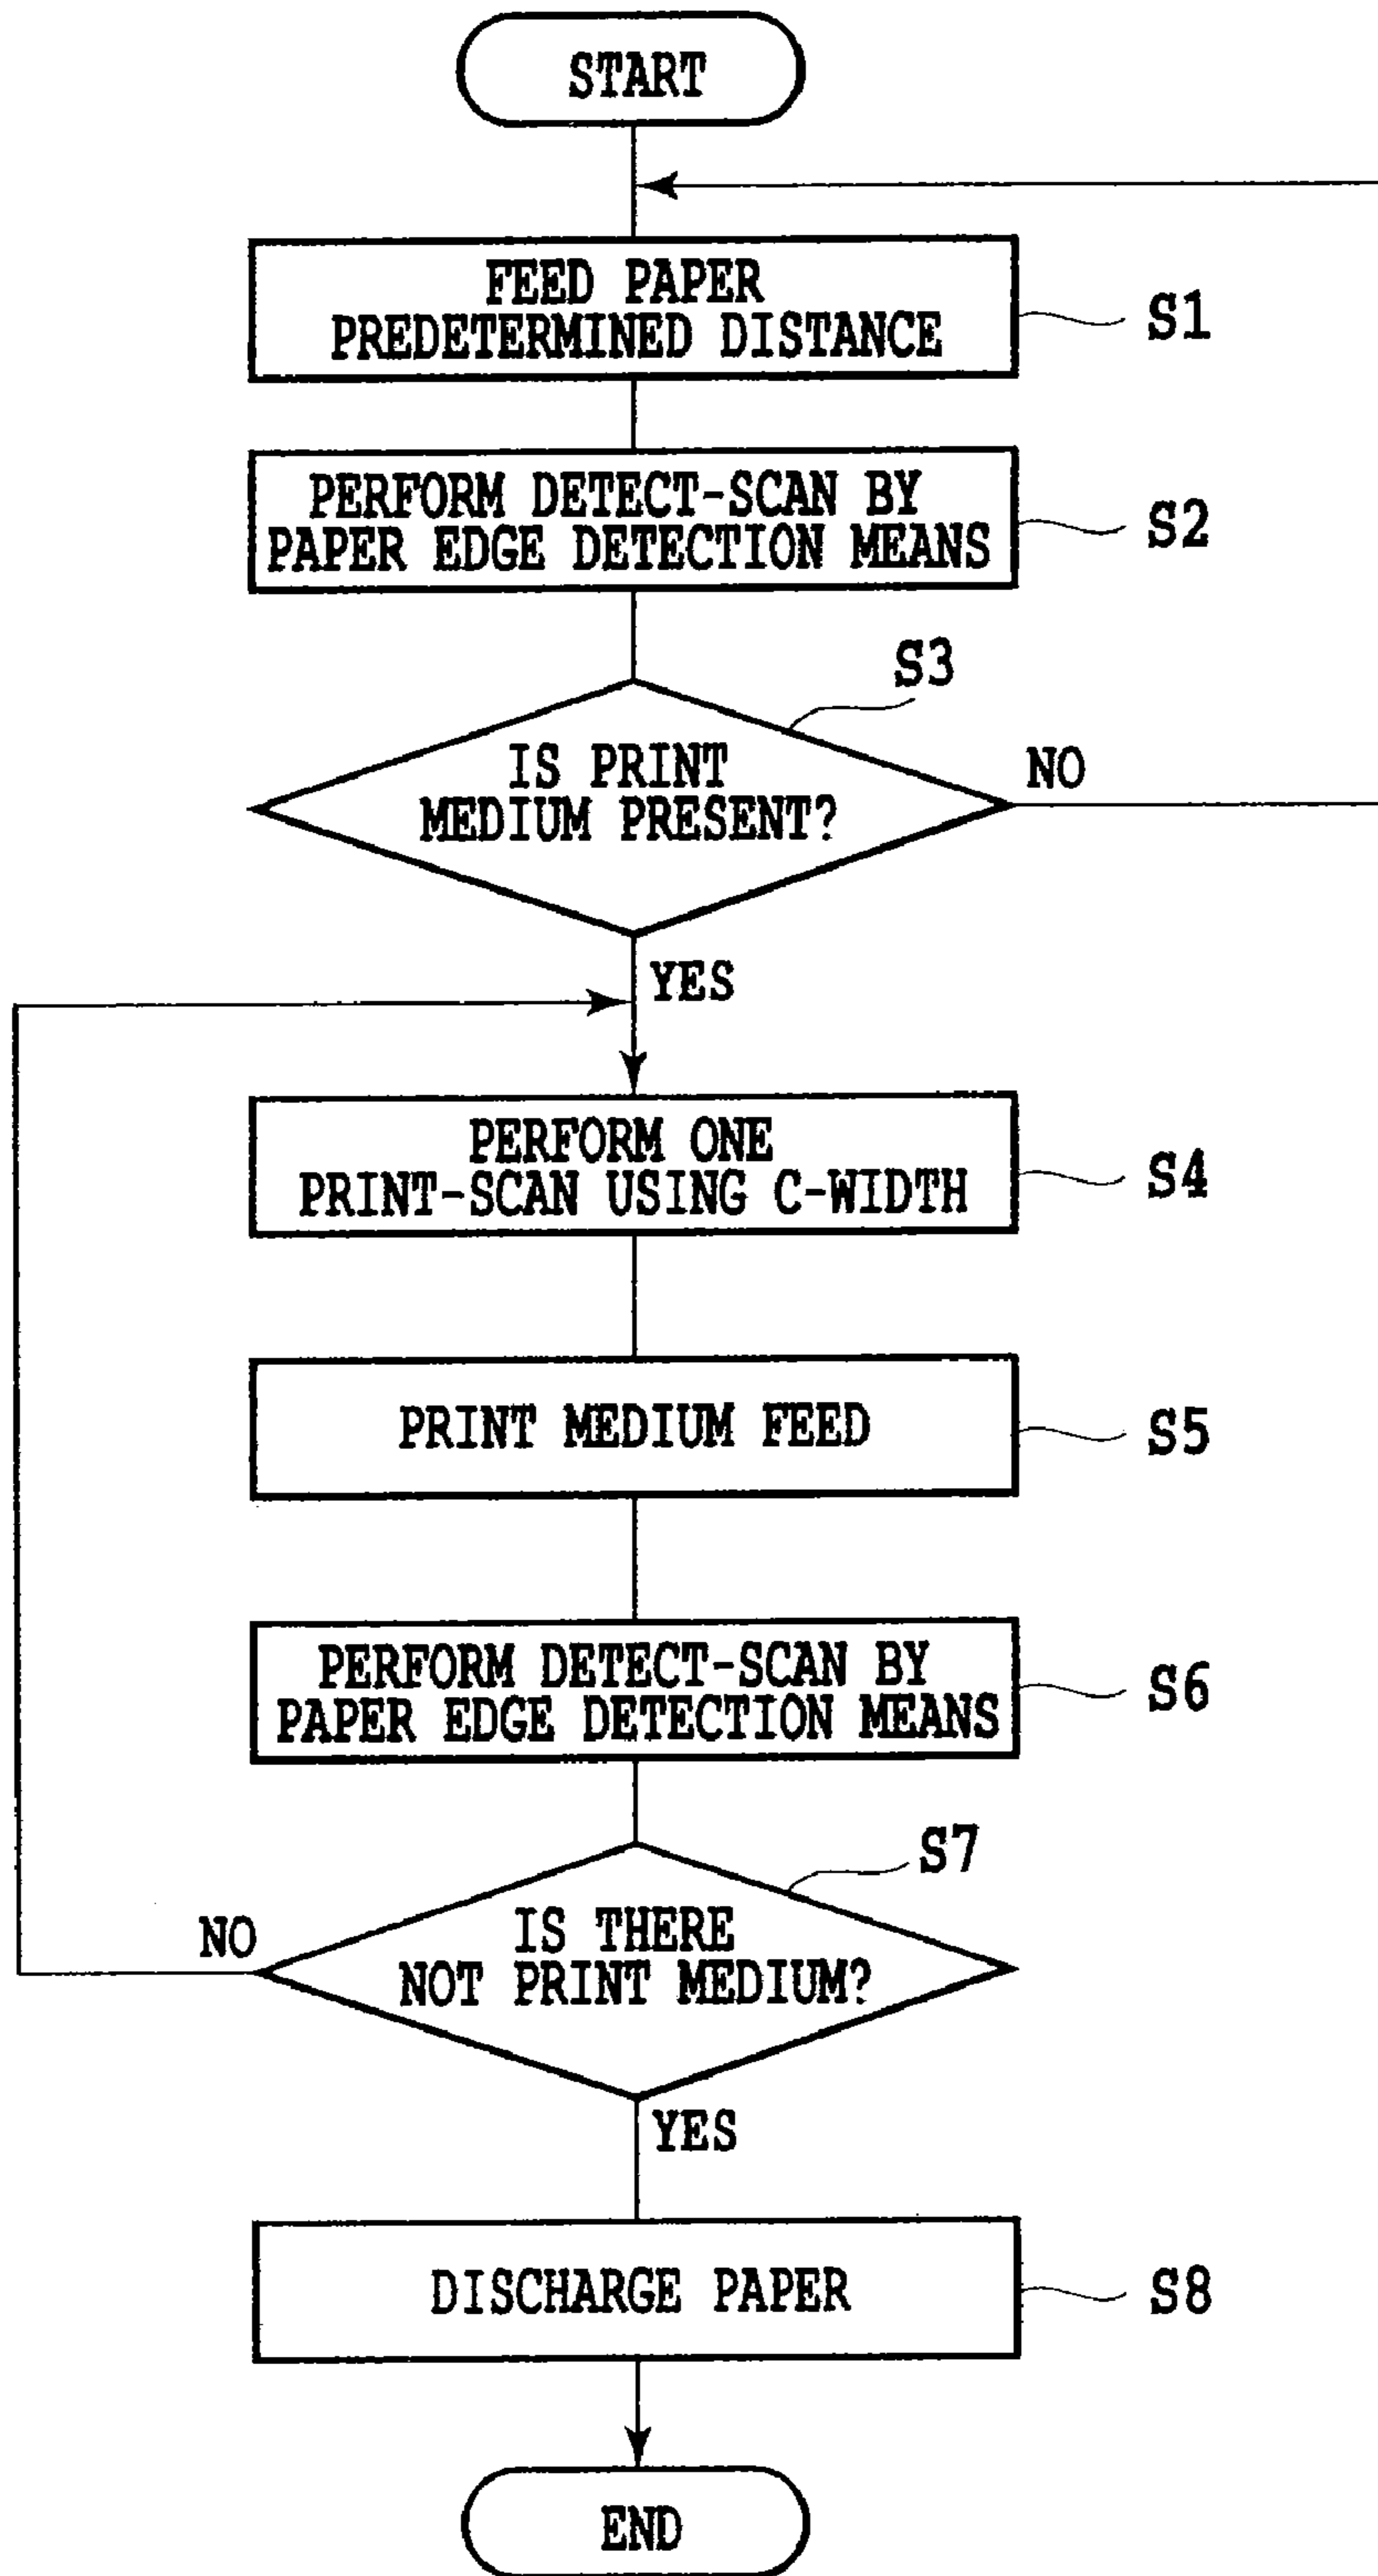 START
FEED PAPER
PREDETERMINED DISTANCE
S1
PERFORM DETECT-SCAN BY
PAPER EDGE DETECTION MEANS
S2
S3
IS PRINT
MEDIUM PRESENT?
NO
YES
PERFORM ONE
PRINT-SCAN USING C-WIDTH
S4
PRINT MEDIUM FEED
S5
PERFORM DETECT-SCAN BY
PAPER EDGE DETECTION MEANS
S6
S7
NO
IS THERE
NOT PRINT MEDIUM?
YES
DISCHARGE PAPER
S8
END